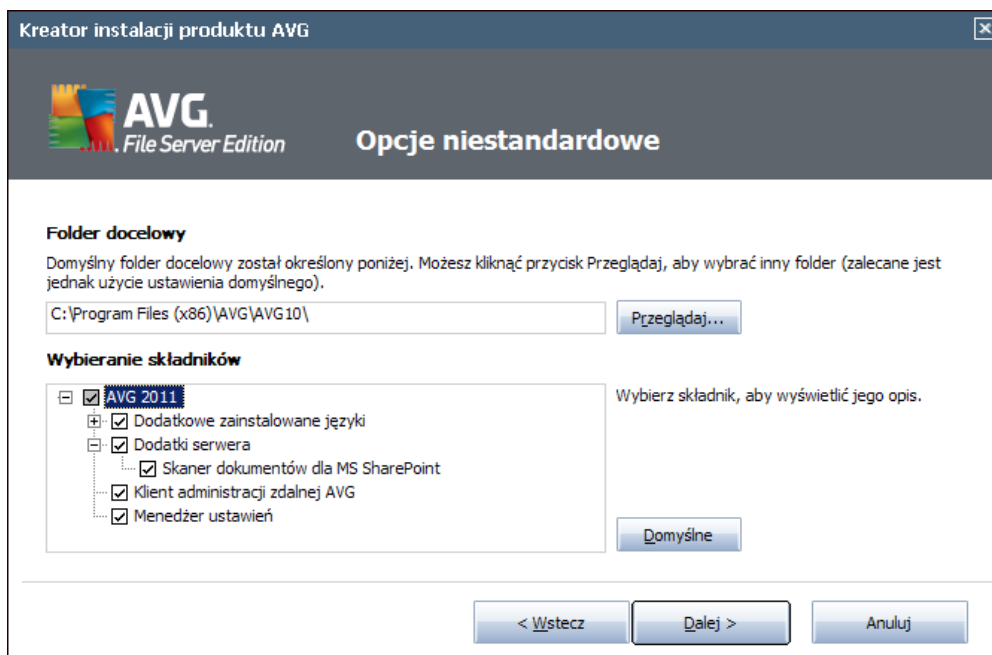 Kreator instalacji produktu AVG
AVG.
File Server Edition
Opcje niestandardowe
Folder docelowy
Domyślny folder docelowy został określony poniżej. Możesz kliknąć przycisk Przeglądaj, aby wybrać inny folder (zalecane jest
jednak użycie ustawienia domyślnego).
C:\Program Files (x86)\AVG\AVG10\
Przeglądaj...
Wybieranie składników
AVG 2011
Dodatkowe zainstalowane języki
Dodatki serwera
Skaner dokumentów dla MS SharePoint
Klient administracji zdalnej AVG
Menedżer ustawień
Wybierz składnik, aby wyświetlić jego opis.
Domyślne
< Wstecz
Dalej >
Anuluj